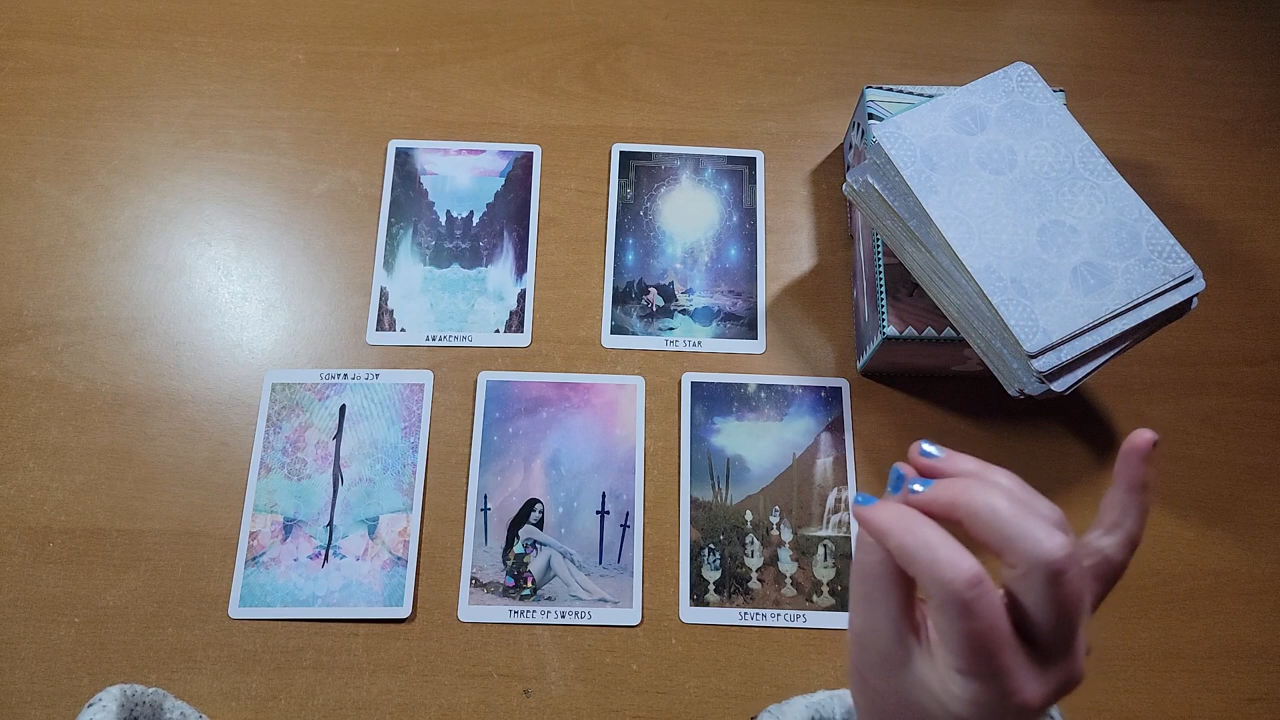 AWAKENING
THE STAR
ACE OF WANDS
THREE OF SWORDS
SEVEN OF CUPS